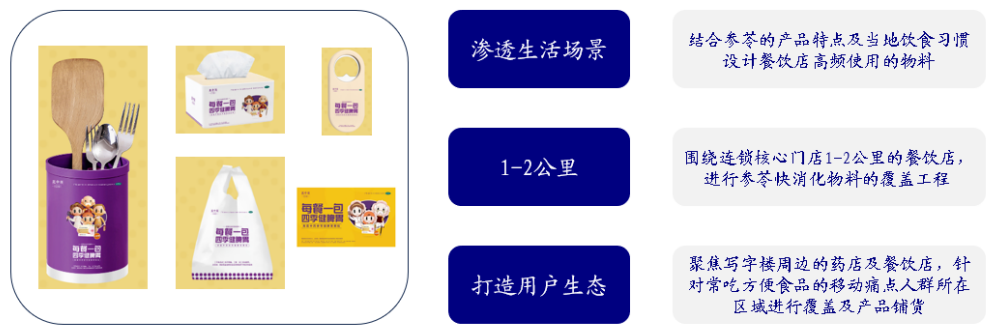 每餐一包
四季健脾胃
每餐一包
四季健脾胃
每餐一包
四季健脾胃
每餐一包
四季健脾胃
渗透生活场景
结合参苓的产品特点及当地饮食习惯
设计餐饮店高频使用的物料
1-2公里
围绕连锁核心门店1-2公里的餐饮店，
进行参苓快消化物料的覆盖工程
打造用户生态
聚焦写字楼周边的药店及餐饮店，针
对常吃方便食品的移动痛点人群所在
区域进行覆盖及产品铺货